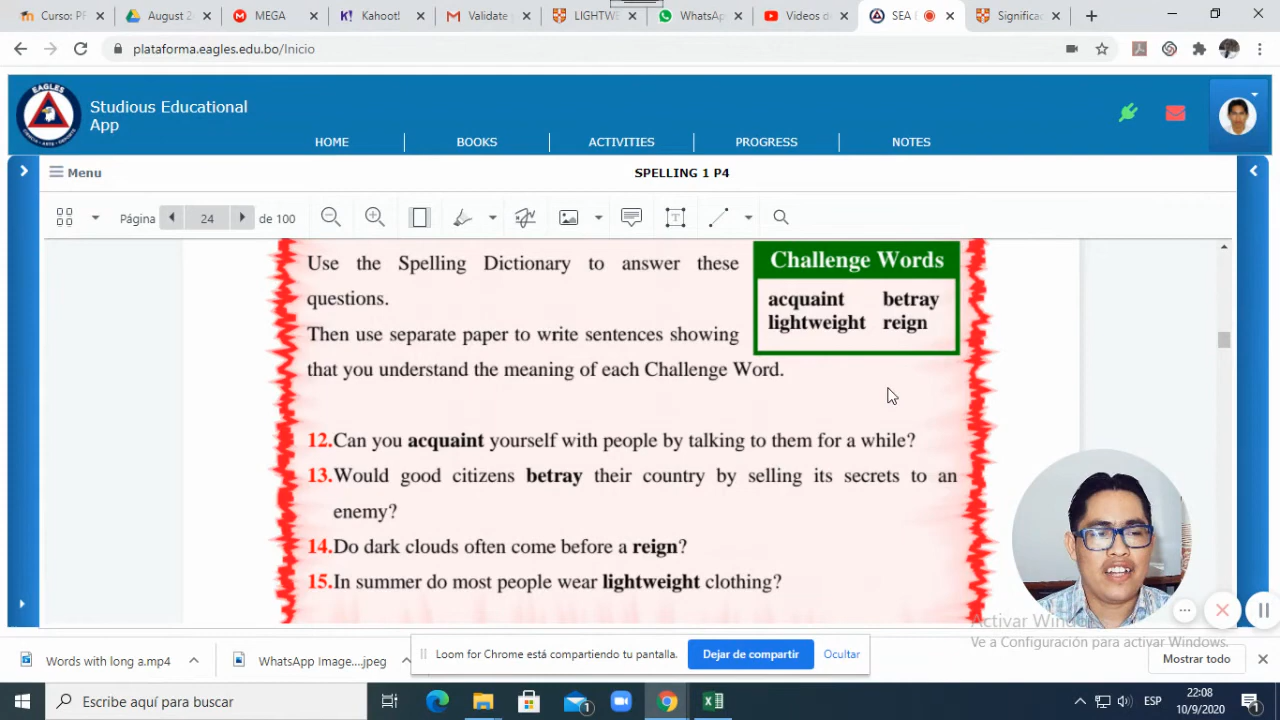 Curso: PF
August 2
MEGA
Kahoo
Validate
LIGHTWE
WhatsAp
Videos d
SEA
Significac
plataforma.eagles.edu.bo/Inicio
EAGLES
Studious Educational
App
HOME
BOOKS
ACTIVITIES
PROGRESS
NOTES
Menu
SPELLING 1 P4
Página
24
de 100
Use the Spelling Dictionary to answer these
questions.
Then use separate paper to write sentences showing
that you understand the meaning of each Challenge Word.
Challenge Words
acquaint betray
lightweight reign
12.Can you acquaint yourself with people by talking to them for a while?
13.Would good citizens betray their country by selling its secrets to an
enemy?
14.Do dark clouds often come before a reign?
15.In summer do most people wear lightweight clothing?
Activar Windows
Ve a Configuración para activar Windows.
Loom for Chrome está compartiendo tu pantalla.
Dejar de compartir
Ocultar
Words with long a.mp4
WhatsApp Image....jpeg
Mostrar todo
Escribe aquí para buscar
1
ESP
22:08
10/9/2020
1